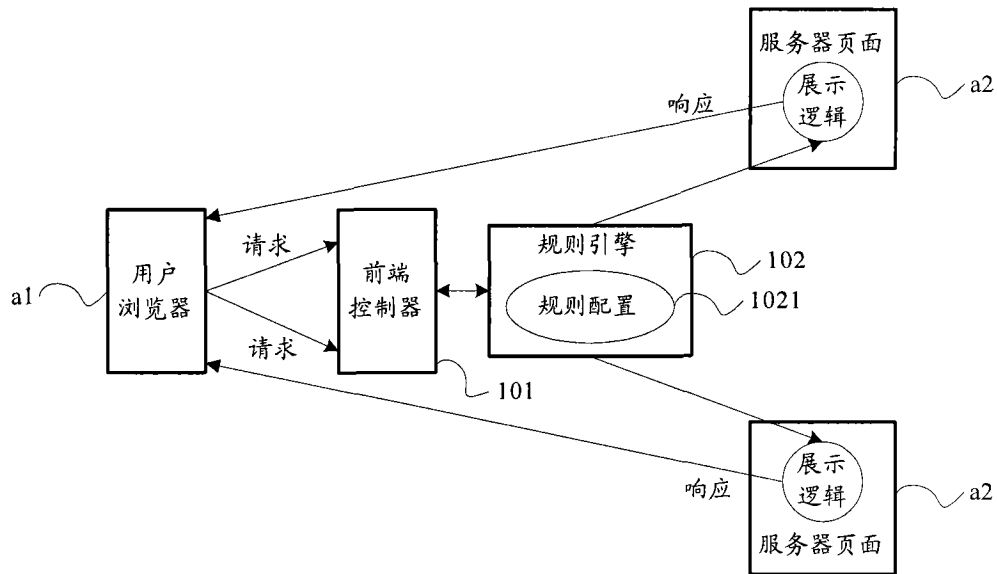 服务器页面
展示
逻辑
a2
响应
请求
用户
浏览器
a1
前端
控制器
规则引擎
规则配置
102
1021
请求
101
展示
逻辑
响应
a2
服务器页面